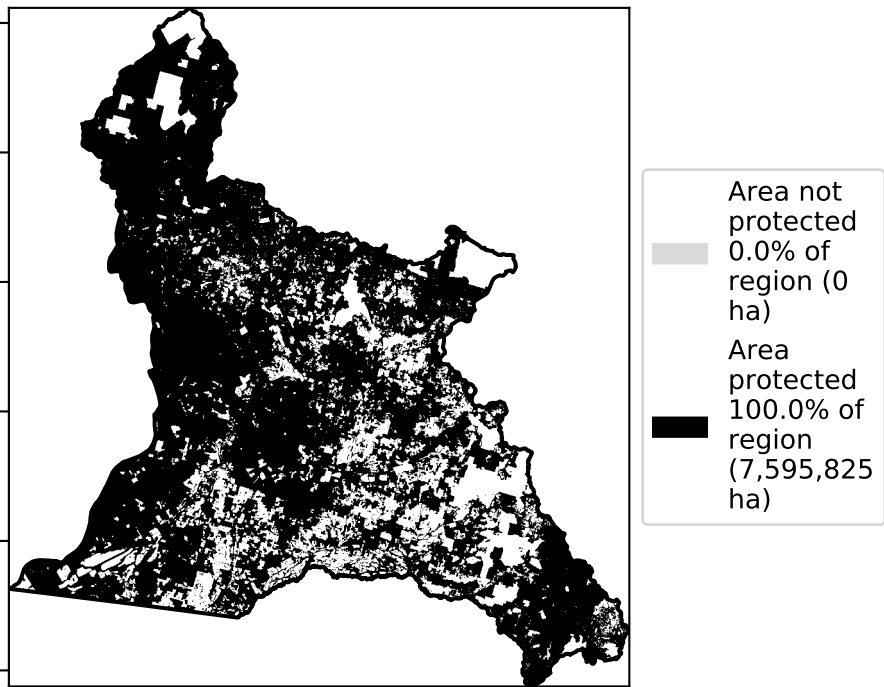 Area not
protected
0.0% of
region (0
ha)
Area
protected
100.0% of
region
(7,595,825
ha)